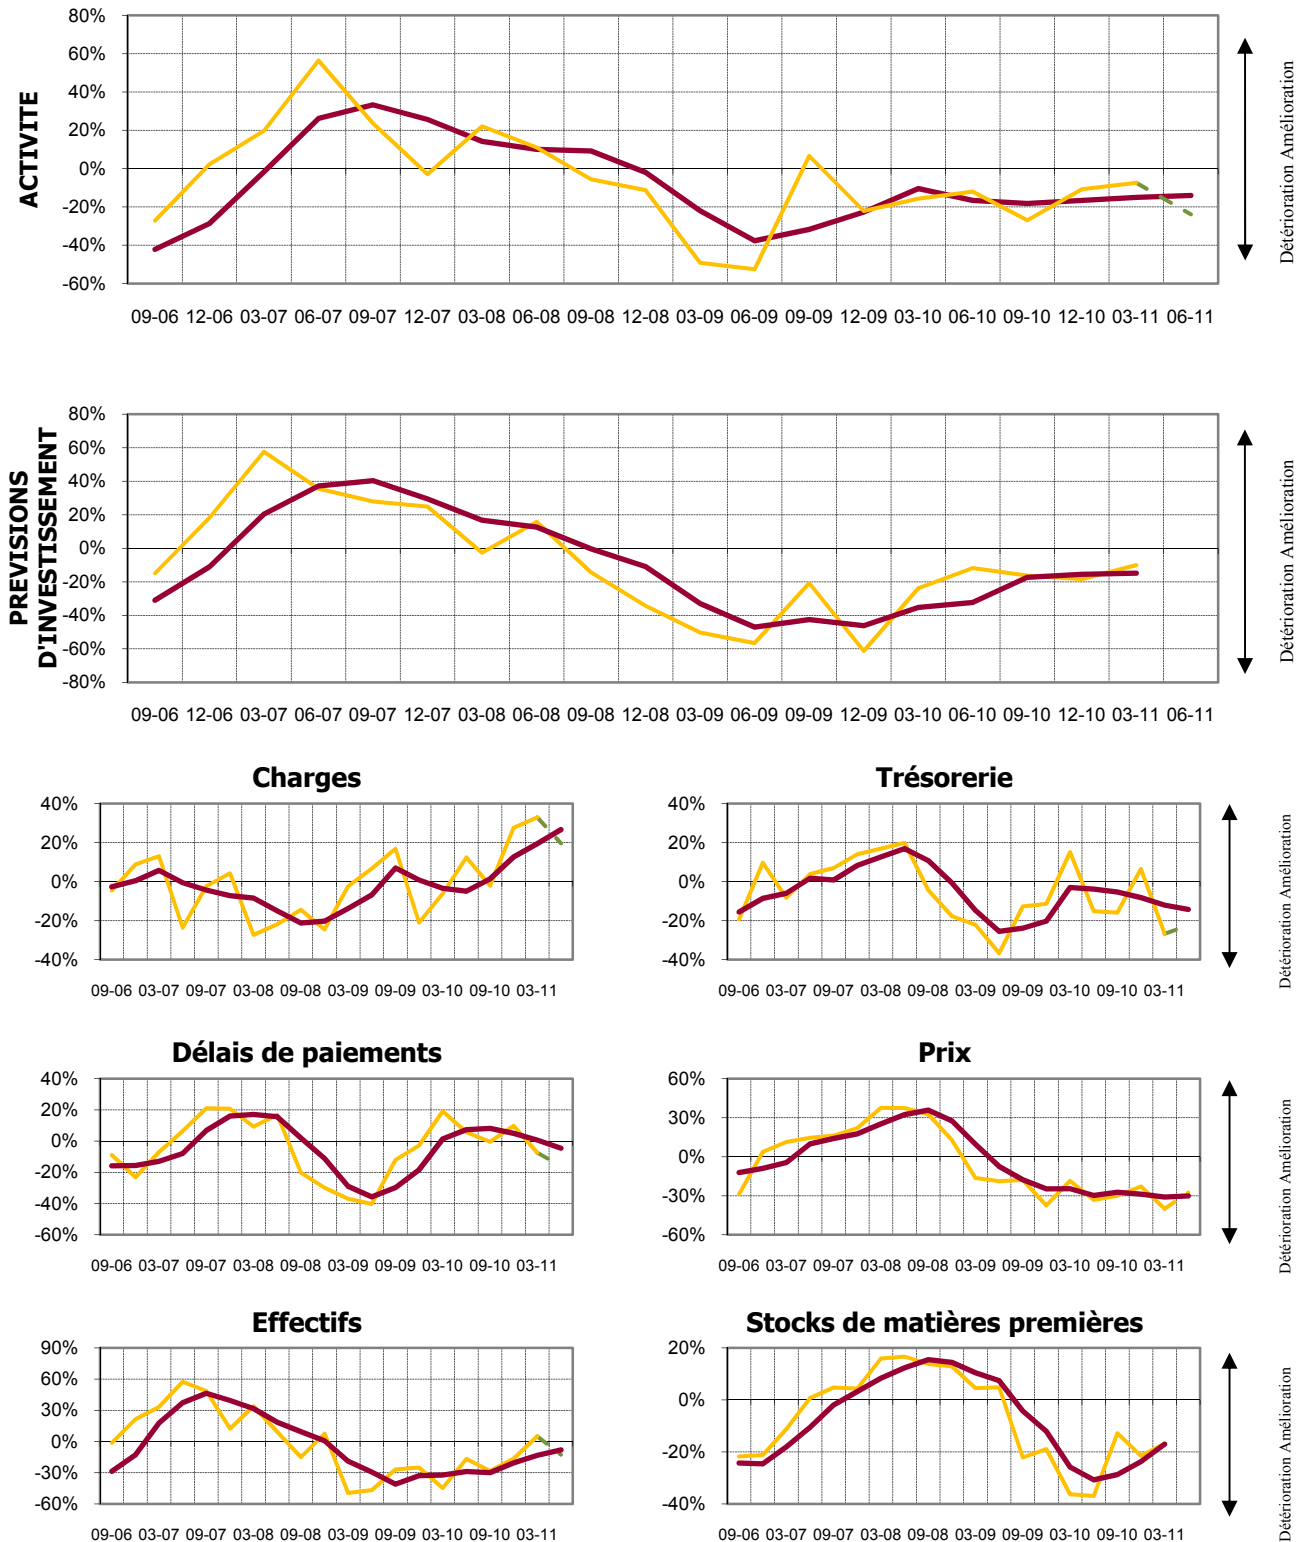 80%
60%
40%
20%
0%
-20%
-40%
-60%
ACTIVITE
Détérioration Amélioration
09-06 12-06 03-07 06-07 09-07 12-07 03-08 06-08 09-08 12-08 03-09 06-09 09-09 12-09 03-10 06-10 09-10 12-10 03-11 06-11
80%
60%
40%
20%
0%
-20%
-40%
-60%
-80%
PREVISIONS
D'INVESTISSEMENT
Détérioration Amélioration
09-06 12-06 03-07 06-07 09-07 12-07 03-08 06-08 09-08 12-08 03-09 06-09 09-09 12-09 03-10 06-10 09-10 12-10 03-11 06-11
Charges
40%
20%
0%
-20%
-40%
09-06 03-07 09-07 03-08 09-08 03-09 09-09 03-10 09-10 03-11
Trésorerie
40%
20%
0%
-20%
-40%
09-06 03-07 09-07 03-08 09-08 03-09 09-09 03-10 09-10 03-11
Détérioration Amélioration
Délais de paiements
40%
20%
0%
-20%
-40%
-60%
09-06 03-07 09-07 03-08 09-08 03-09 09-09 03-10 09-10 03-11
Prix
60%
30%
0%
-30%
-60%
09-06 03-07 09-07 03-08 09-08 03-09 09-09 03-10 09-10 03-11
Détérioration Amélioration
Effectifs
90%
60%
30%
0%
-30%
-60%
09-06 03-07 09-07 03-08 09-08 03-09 09-09 03-10 09-10 03-11
Stocks de matières premières
20%
0%
-20%
-40%
09-06 03-07 09-07 03-08 09-08 03-09 09-09 03-10 09-10 03-11
Détérioration Amélioration